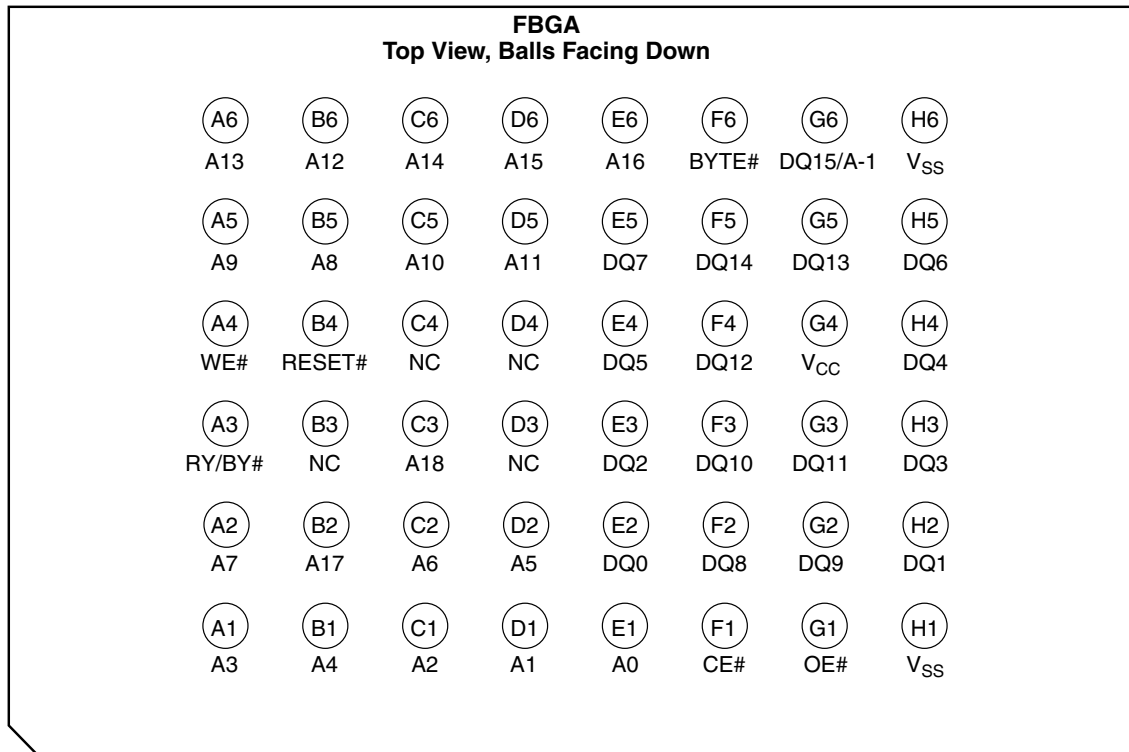 FBGA
Top View, Balls Facing Down
A6 B6 C6 D6 E6 F6 G6 H6
A13 A12 A14 A15 A16 BYTE# DQ15/A-1 VSS
A5 B5 C5 D5 E5 F5 G5 H5
A9 A8 A10 A11 DQ7 DQ14 DQ13 DQ6
A4 B4 C4 D4 E4 F4 G4 H4
WE# RESET# NC NC DQ5 DQ12 VCC DQ4
A3 B3 C3 D3 E3 F3 G3 H3
RY/BY# NC A18 NC DQ2 DQ10 DQ11 DQ3
A2 B2 C2 D2 E2 F2 G2 H2
A7 A17 A6 A5 DQ0 DQ8 DQ9 DQ1
A1 B1 C1 D1 E1 F1 G1 H1
A3 A4 A2 A1 A0 CE# OE# VSS